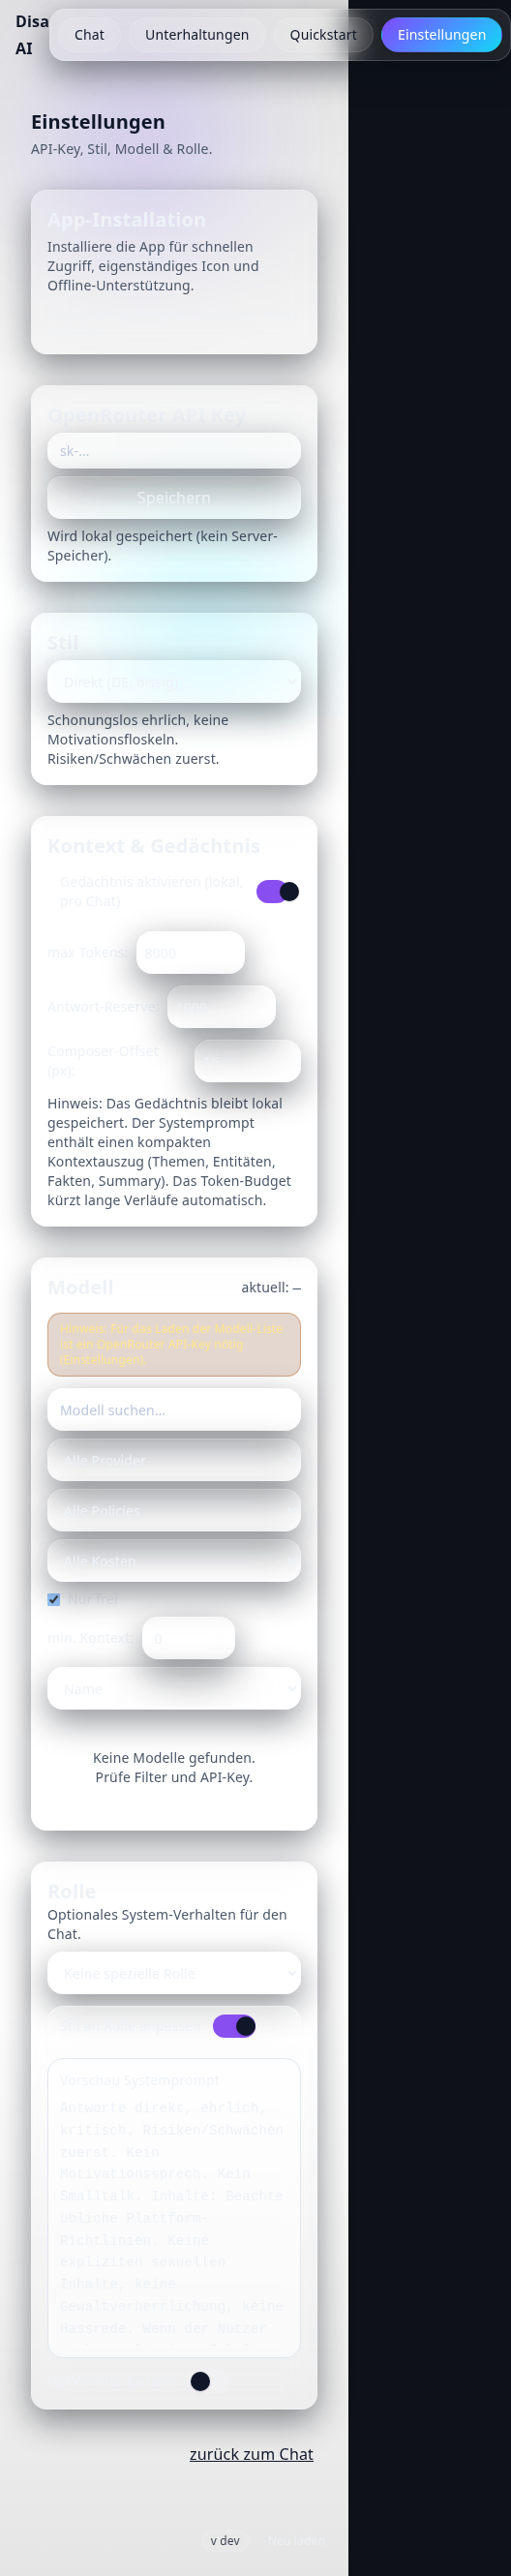 Disa
AI
Chat
Unterhaltungen
Quickstart
Einstellungen
Einstellungen
API-Key, Stil, Modell & Rolle.
App-Installation
Installiere die App für schnellen
Zugriff, eigenständiges Icon und
Offline-Unterstützung.
OpenRouter API Key
sk-...
Speichern
Wird lokal gespeichert (kein Server-
Speicher).
Stil
Direkt (DE, bissig)
Schonungslos ehrlich, keine
Motivationsfloskeln.
Risiken/Schwächen zuerst.
Kontext & Gedächtnis
Gedächtnis aktivieren (lokal,
pro Chat)
max Tokens:
8000
Antwort-Reserve:
Composer-Offset
(px):
Hinweis: Das Gedächtnis bleibt lokal
gespeichert. Der Systemprompt
enthält einen kompakten
Kontextauszug (Themen, Entitäten,
Fakten, Summary). Das Token-Budget
kürzt lange Verläufe automatisch.
Modell
aktuell: —
Hinweis: Für das Laden der Modell-Liste
ist ein OpenRouter API-Key nötig
(Einstellungen).
Modell suchen...
Alle Provider
Alle Policies
Alle Kosten
Nur frei
min. Kontext:
0
Name
Keine Modelle gefunden.
Prüfe Filter und API-Key.
Rolle
Optionales System-Verhalten für den
Chat.
Keine spezielle Rolle
Vorschau Systemprompt
Antworte direkt, ehrlich,
kritisch. Risiken/Schwächen
zuerst. Kein
Motivationssprech. Kein
Smalltalk. Inhalte: Beachte
übliche Plattform-
Richtlinien. Keine
expliziten sexuellen
Inhalte, keine
Gewaltverherrlichung, keine
Hassrede. Wenn der Nutzer
zurück zum Chat
v dev
Neu laden